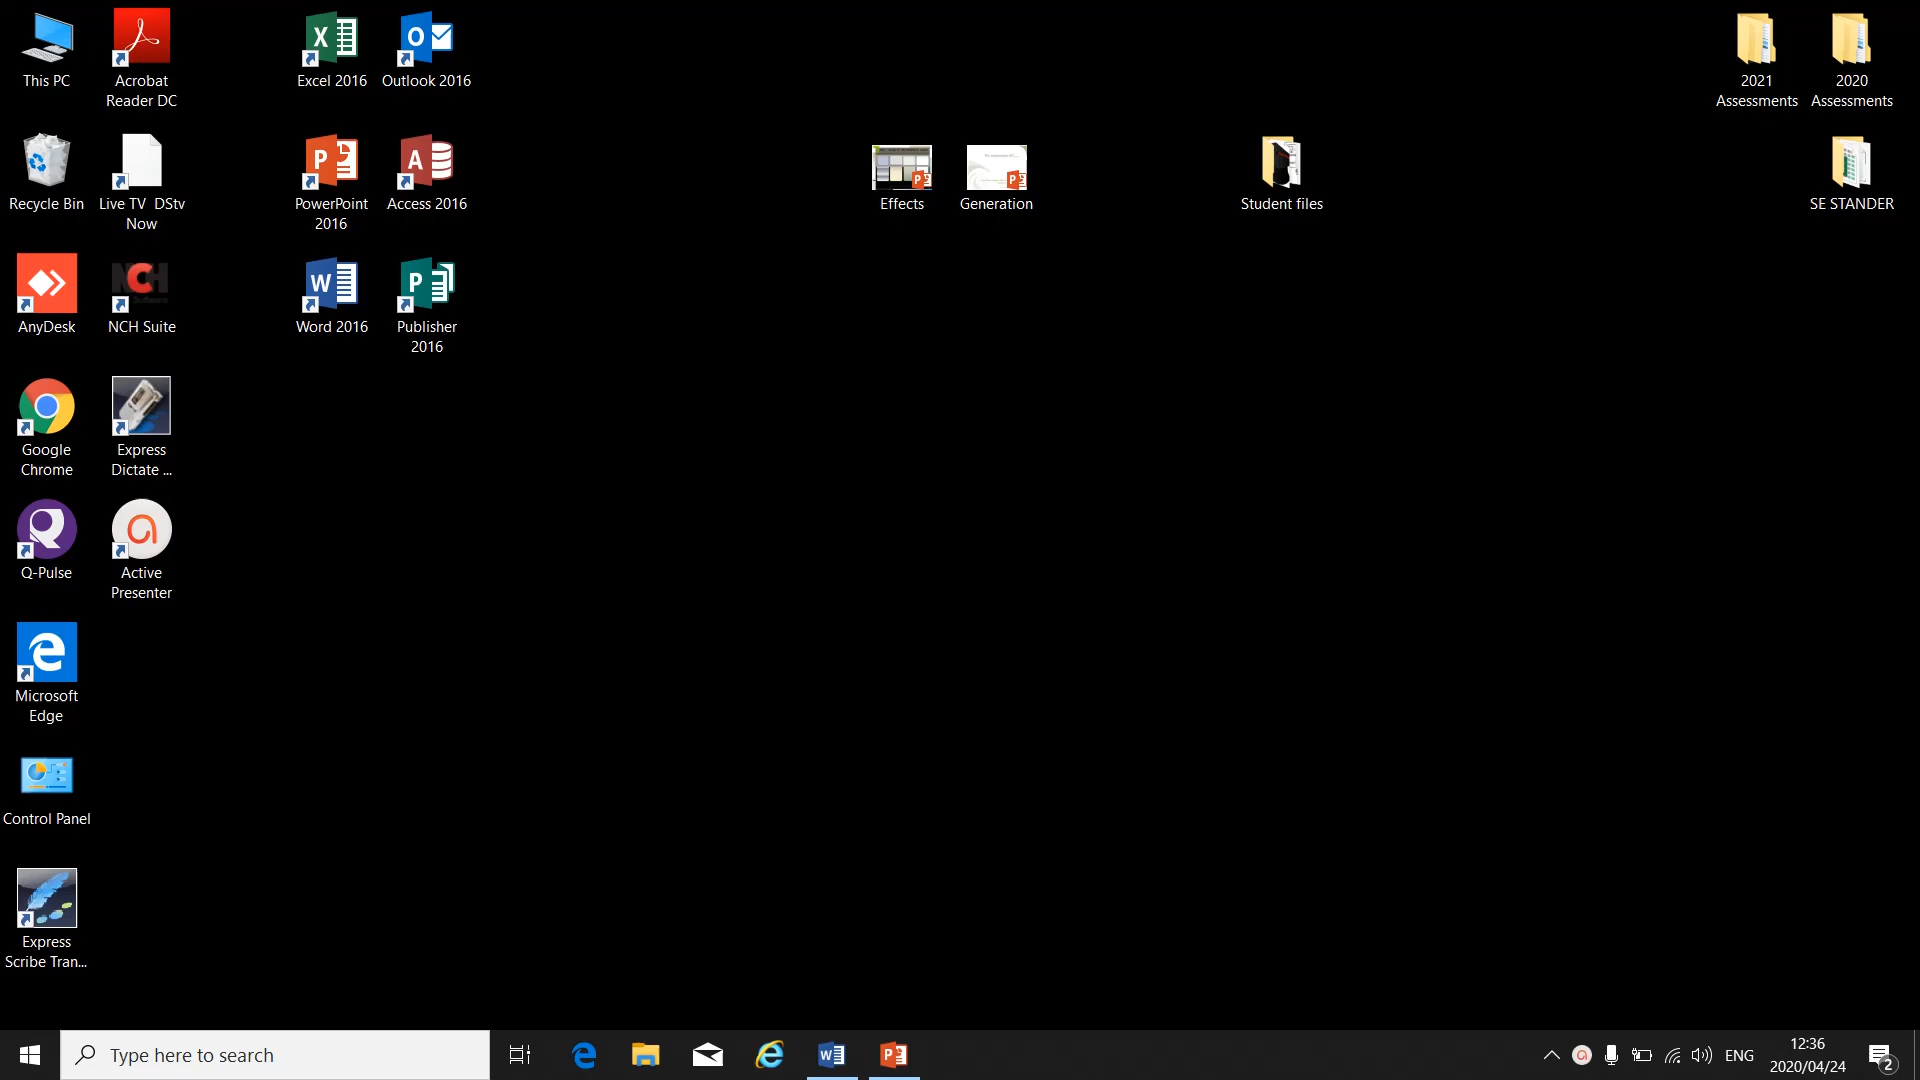 This PC
Acrobat
Reader DC
Excel 2016
Outlook 2016
2021
Assessments
2020
Assessments
Recycle Bin
Live TV DStv
Now
PowerPoint
2016
Access 2016
Effects
Generation
Student files
SE STANDER
AnyDesk
NCH
NCH Suite
Word 2016
Publisher
2016
Google
Chrome
Express
Dictate ...
Q-Pulse
Active
Presenter
Microsoft
Edge
Control Panel
Express
Scribe Tran...
Type here to search
ENG
12:36
2020/04/24
2